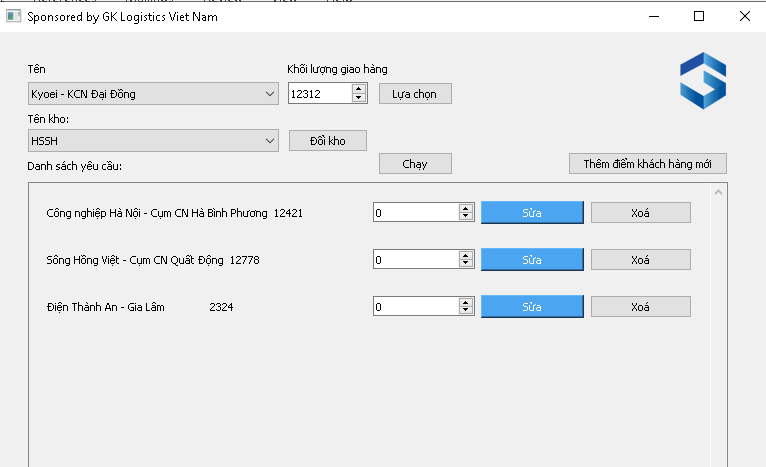 Sponsored by GK Logistics Viet Nam
Tên
Khối lượng giao hàng
Kyoei - KCN Đại Đồng
12312
Lựa chọn
Tên kho:
HSSH
Đổi kho
Danh sách yêu cầu:
Chạy
Thêm điểm khách hàng mới
Công nghiệp Hà Nội - Cụm CN Hà Bình Phương 12421
0
Sửa
Xoá
Sông Hồng Việt - Cụm CN Quất Động 12778
0
Sửa
Xoá
Điện Thành An - Gia Lâm 2324
0
Sửa
Xoá